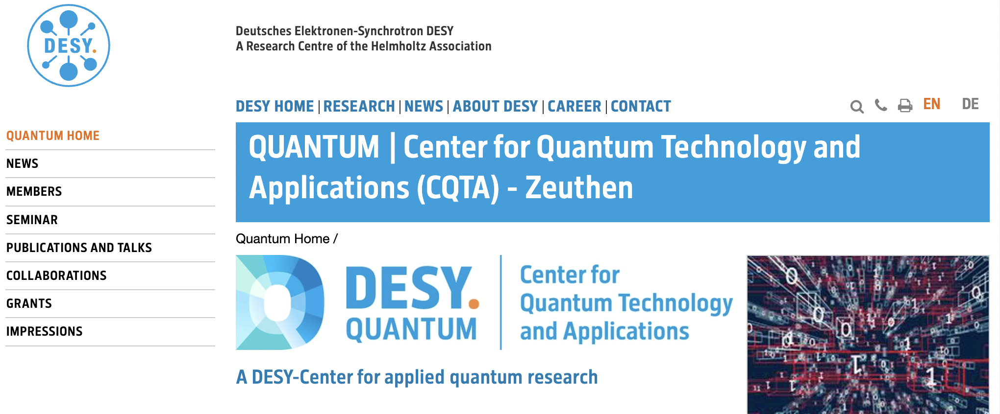 DESY.
Deutsches Elektronen-Synchrotron DESY
A Research Centre of the Helmholtz Association
DESY HOME | RESEARCH | NEWS | ABOUT DESY | CAREER | CONTACT
EN DE
QUANTUM HOME
NEWS
MEMBERS
SEMINAR
PUBLICATIONS AND TALKS
COLLABORATIONS
GRANTS
IMPRESSIONS
QUANTUM | Center for Quantum Technology and
Applications (CQTA) - Zeuthen
Quantum Home /
DESY.
QUANTUM
Center for
Quantum Technology
and Applications
A DESY-Center for applied quantum research